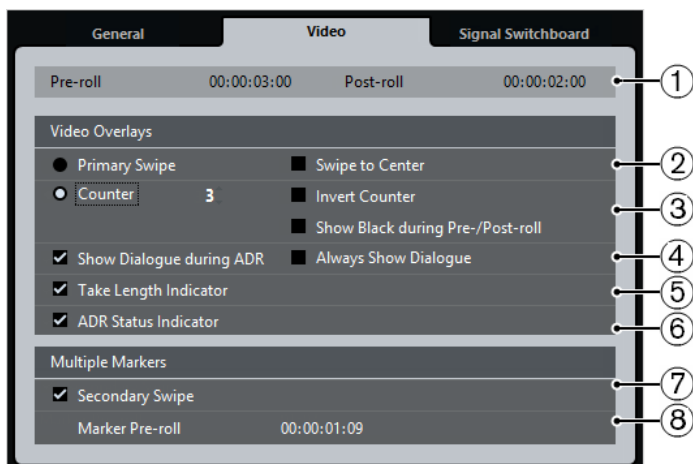 General Video Signal Switchboard
Pre-roll 00:00:03:00 Post-roll 00:00:02:00 1
Video Overlays
Primary Swipe Swipe to Center 2
Counter 3 Invert Counter 3
Show Black during Pre-/Post-roll
Show Dialogue during ADR Always Show Dialogue 4
Take Length Indicator 5
ADR Status Indicator 6
Multiple Markers
Secondary Swipe 7
Marker Pre-roll 00:00:01:09 8